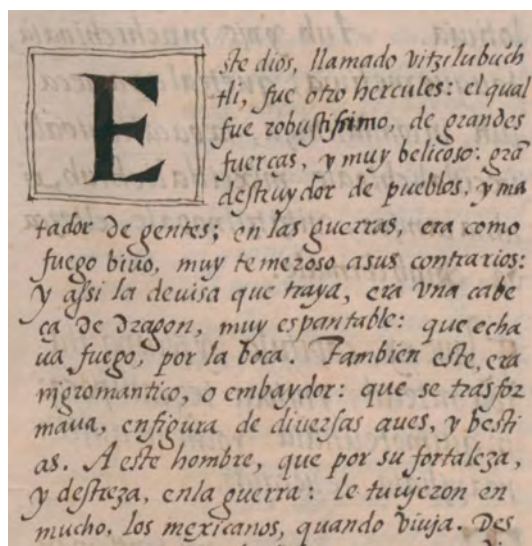 Este dios, llamado vitzilubuch
tli, fue otro hercules: el qual
fue robustissimo, de grandes
fuerças, y muy belicoso: grã
destruydor de pueblos, y ma
tador de gentes; en las guerras, era como
fuego biuo, muy temeroso asus contrarios:
y assi la deuisa que traya, era vna cabe
ça de dragon, muy espantable: que echa
ua fuego, por la boca. Tambien este, era
nigromantico, o embaydor: que se trasfor
maua, enfigura de diuersas aues, y besti
as. A este hombre, que por su fortaleza,
y destreza, enla guerra: le tuuieron en
mucho, los mexicanos, quando viuia. Des